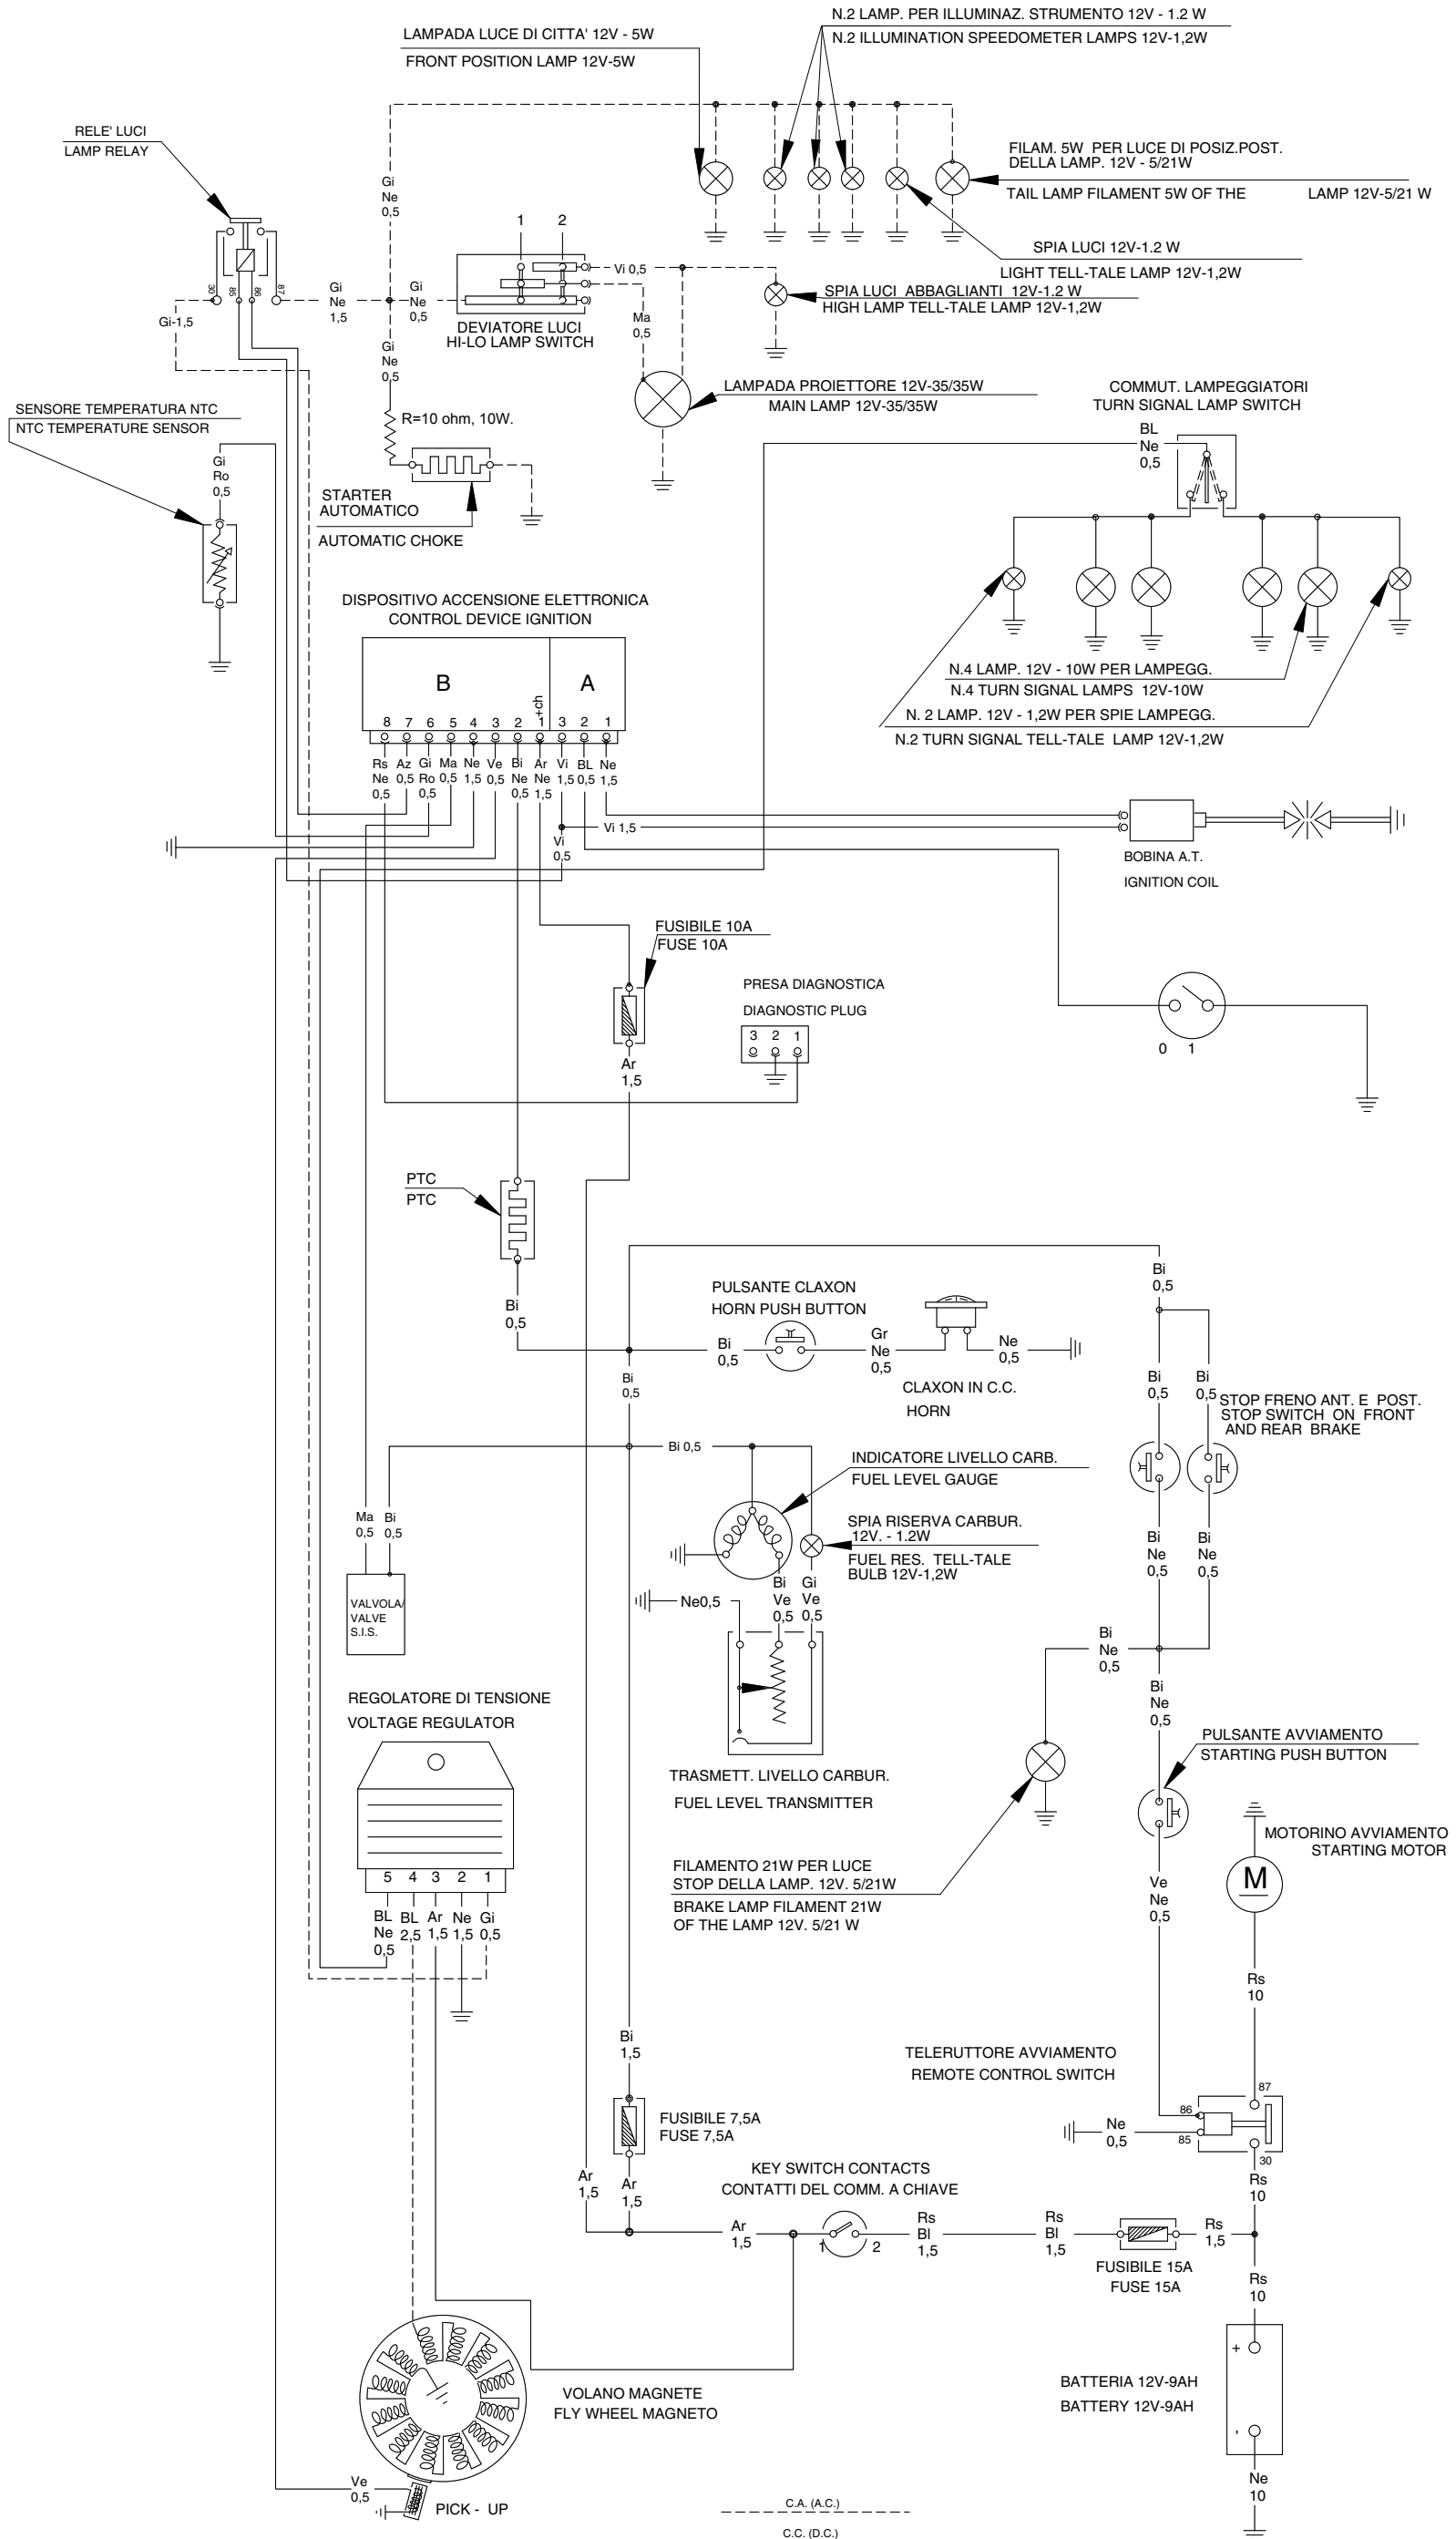 LAMPADA LUCE DI CITTA' 12V - 5W
FRONT POSITION LAMP 12V-5W
N.2 LAMP. PER ILLUMINAZ. STRUMENTO 12V - 1.2 W
N.2 ILLUMINATION SPEEDOMETER LAMPS 12V-1,2W
RELE' LUCI
LAMP RELAY
FILAM. 5W PER LUCE DI POSIZ.POST.
DELLA LAMP. 12V - 5/21W
TAIL LAMP FILAMENT 5W OF THE LAMP 12V-5/21 W
Gi
Ne
0,5
1 2
SPIA LUCI 12V-1.2 W
LIGHT TELL-TALE LAMP 12V-1,2W
Vi 0,5
30 85 86 87
Gi
Ne
1,5
Gi
Ne
0,5
Gi-1,5
SPIA LUCI ABBAGLIANTI 12V-1.2 W
HIGH LAMP TELL-TALE LAMP 12V-1,2W
Ma
0,5
DEVIATORE LUCI
HI-LO LAMP SWITCH
Gi
Ne
0,5
LAMPADA PROIETTORE 12V-35/35W
MAIN LAMP 12V-35/35W
COMMUT. LAMPEGGIATORI
TURN SIGNAL LAMP SWITCH
SENSORE TEMPERATURA NTC
NTC TEMPERATURE SENSOR
R=10 ohm, 10W.
BL
Ne
0,5
Gi
Ro
0,5
STARTER
AUTOMATICO
AUTOMATIC CHOKE
DISPOSITIVO ACCENSIONE ELETTRONICA
CONTROL DEVICE IGNITION
N.4 LAMP. 12V - 10W PER LAMPEGG.
N.4 TURN SIGNAL LAMPS 12V-10W
N. 2 LAMP. 12V - 1,2W PER SPIE LAMPEGG.
N.2 TURN SIGNAL TELL-TALE LAMP 12V-1,2W
B A
+ch
8 7 6 5 4 3 2 1 3 2 1
Rs Az Gi Ma Ne Ve Bi Ar Vi BL Ne
Ne 0,5 Ro 0,5 1,5 0,5 Ne Ne 1,5 0,5 1,5
0,5 0,5 0,5 1,5
Vi 1,5
Vi
0,5
BOBINA A.T.
IGNITION COIL
FUSIBILE 10A
FUSE 10A
PRESA DIAGNOSTICA
DIAGNOSTIC PLUG
3 2 1
0 1
Ar
1,5
PTC
PTC
Bi
0,5
Bi
0,5
PULSANTE CLAXON
HORN PUSH BUTTON
Bi
0,5
Gr
Ne
0,5
Ne
0,5
CLAXON IN C.C.
HORN
Bi
0,5
Bi
0,5
Bi
0,5
STOP FRENO ANT. E POST.
STOP SWITCH ON FRONT
AND REAR BRAKE
Bi 0,5
INDICATORE LIVELLO CARB.
FUEL LEVEL GAUGE
Ma
0,5
Bi
0,5
SPIA RISERVA CARBUR.
12V. - 1.2W
FUEL RES. TELL-TALE
BULB 12V-1,2W
Bi
Ne
0,5
Bi
Ne
0,5
Bi
Ve
0,5
Gi
Ve
0,5
Ne0,5
VALVOLA/
VALVE
S.I.S.
Bi
Ne
0,5
Bi
Ne
0,5
REGOLATORE DI TENSIONE
VOLTAGE REGULATOR
PULSANTE AVVIAMENTO
STARTING PUSH BUTTON
TRASMETT. LIVELLO CARBUR.
FUEL LEVEL TRANSMITTER
MOTORINO AVVIAMENTO
STARTING MOTOR
FILAMENTO 21W PER LUCE
STOP DELLA LAMP. 12V. 5/21W
BRAKE LAMP FILAMENT 21W
OF THE LAMP 12V. 5/21 W
M
5 4 3 2 1
BL BL Ar Ne Gi
Ne 2,5 1,5 1,5 0,5
0,5
Ve
Ne
0,5
Rs
10
Bi
1,5
TELERUTTORE AVVIAMENTO
REMOTE CONTROL SWITCH
87
86
85
30
Ne
0,5
FUSIBILE 7,5A
FUSE 7,5A
Ar
1,5
Ar
1,5
KEY SWITCH CONTACTS
CONTATTI DEL COMM. A CHIAVE
Rs
10
Ar
1,5
1 2
Rs
Bl
1,5
Rs
Bl
1,5
Rs
1,5
FUSIBILE 15A
FUSE 15A
Rs
10
+
BATTERIA 12V-9AH
BATTERY 12V-9AH
-
VOLANO MAGNETE
FLY WHEEL MAGNETO
Ve
0,5
PICK - UP
Ne
10
C.A. (A.C.)
C.C. (D.C.)